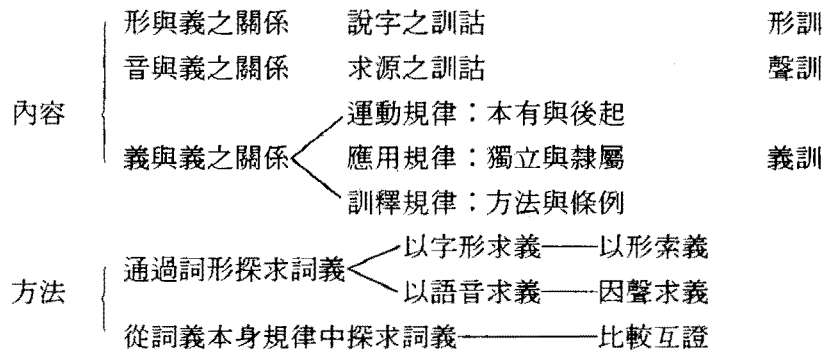 形與義之關係 說字之訓詁 形訓
音與義之關係 求源之訓詁 聲訓
內容
運動規律：本有與後起
義與義之關係 應用規律：獨立與隸屬 義訓
訓釋規律：方法與條例
以字形求義——以形索義
通過詞形探求詞義
方法
以語音求義——因聲求義
從詞義本身規律中探求詞義————比較互證